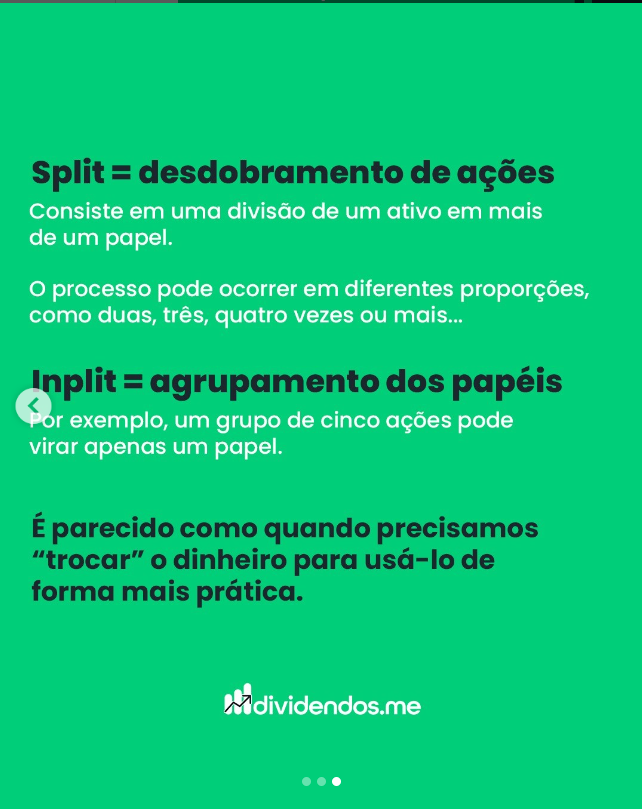 Split = desdobramento de ações
Consiste em uma divisão de um ativo em mais
de um papel.
O processo pode ocorrer em diferentes proporções,
como duas, três, quatro vezes ou mais...
Inplit = agrupamento dos papéis
Por exemplo, um grupo de cinco ações pode
virar apenas um papel.
É parecido como quando precisamos
“trocar” o dinheiro para usá-lo de
forma mais prática.
dividendos.me